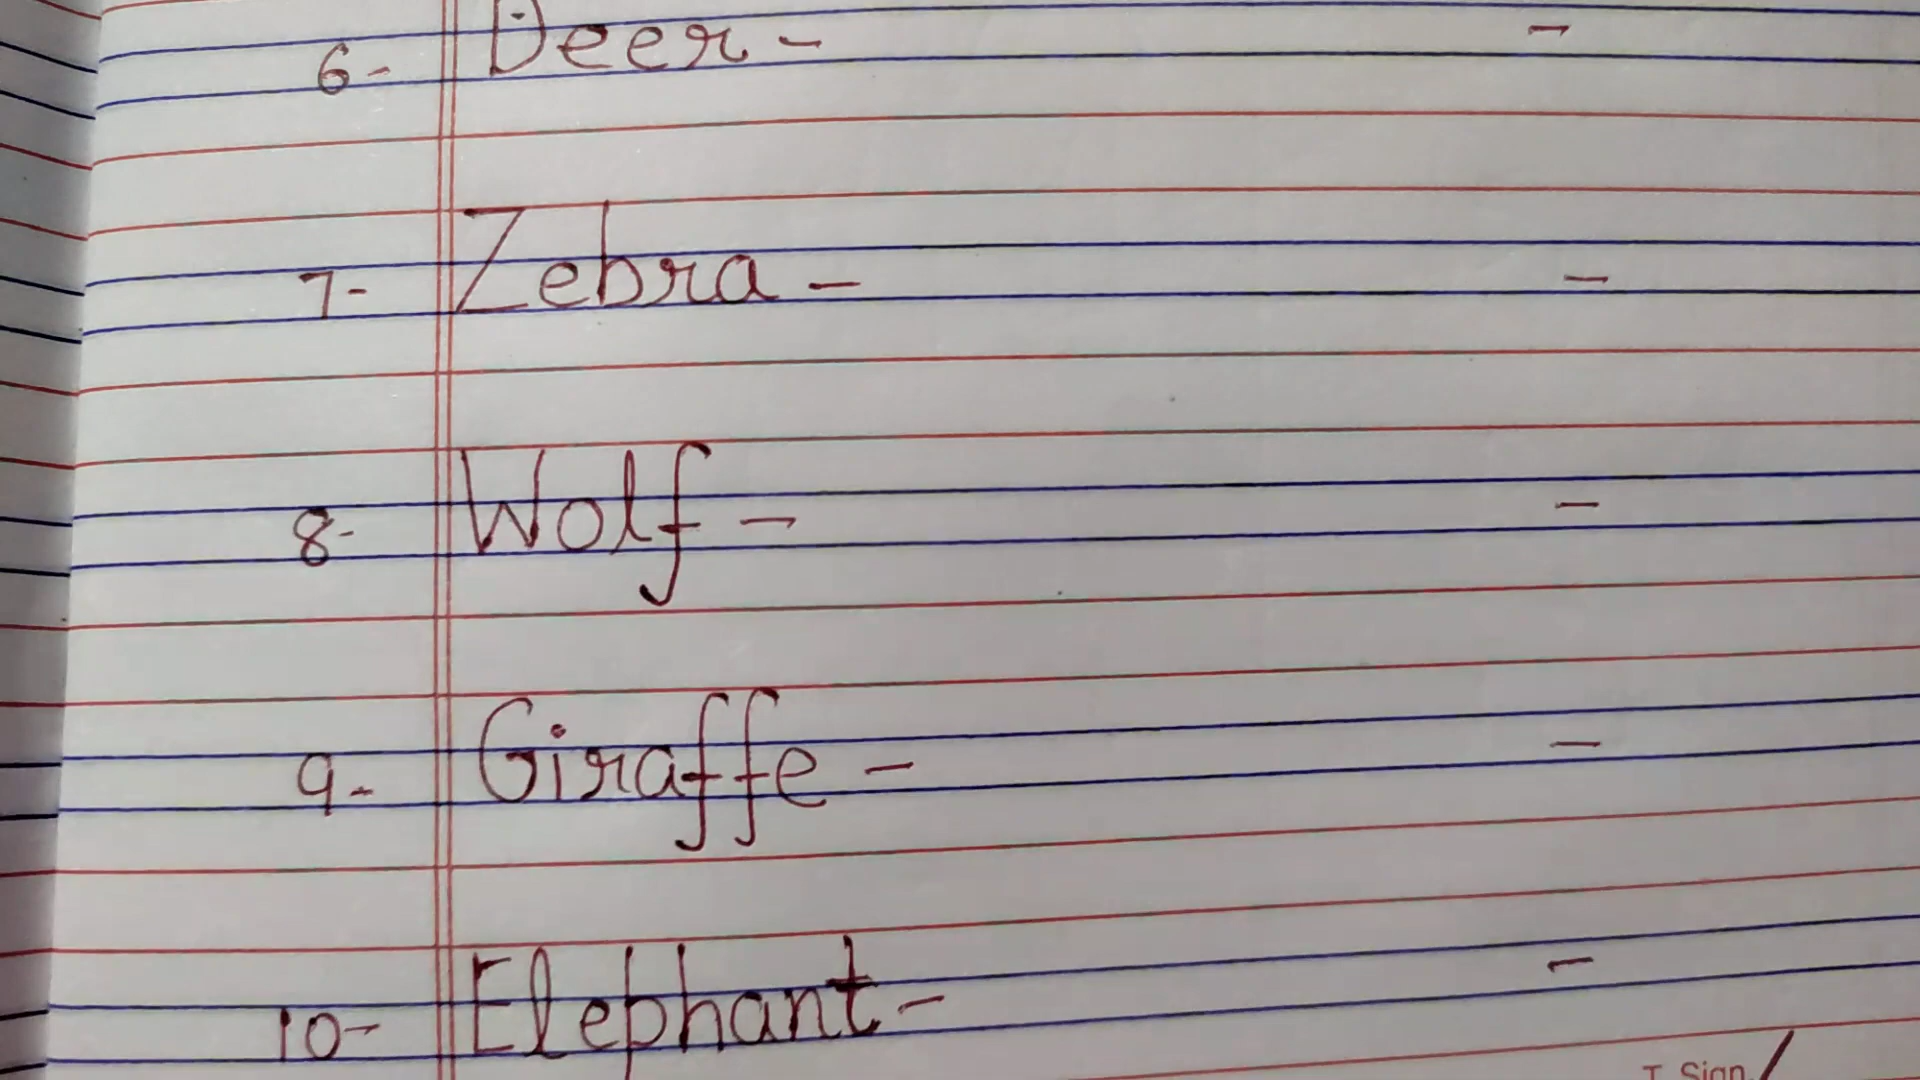 6- Deer - -
7- Zebra - -
8- Wolf - -
9- Giraffe - -
10- Elephant - -
T. Sign